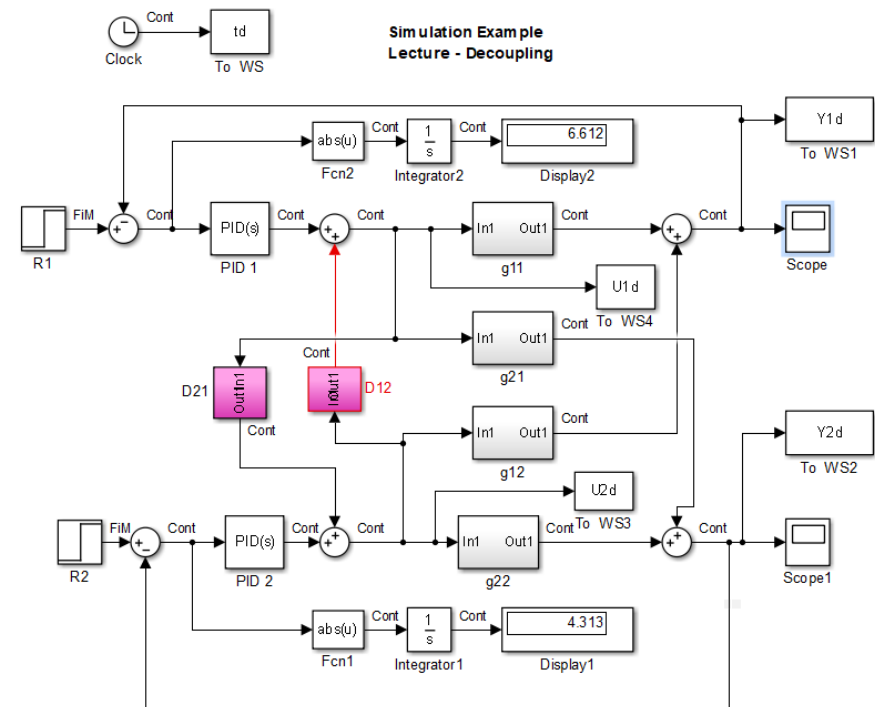 Simulation Example
Lecture - Decoupling
Cont
td
Clock
To WS
Y1d
To WS1
abs(u)
Cont
1
s
Cont
6.612
Fcn2
Integrator2
Display2
FiM
Cont
PID(s)
Cont
Cont
In1
Out1
Cont
Cont
R1
PID 1
g11
Scope
U1d
To WS4
In1
Out1
Cont
g21
D21
Cont
D12
Out1
In1
In1
Out1
Cont
In1
Out1
Cont
g12
Y2d
To WS2
U2d
To WS3
FiM
Cont
PID(s)
Cont
Cont
In1
Out1
Cont
Cont
R2
PID 2
g22
Scope1
abs(u)
Cont
1
s
Cont
4.313
Fcn1
Integrator1
Display1